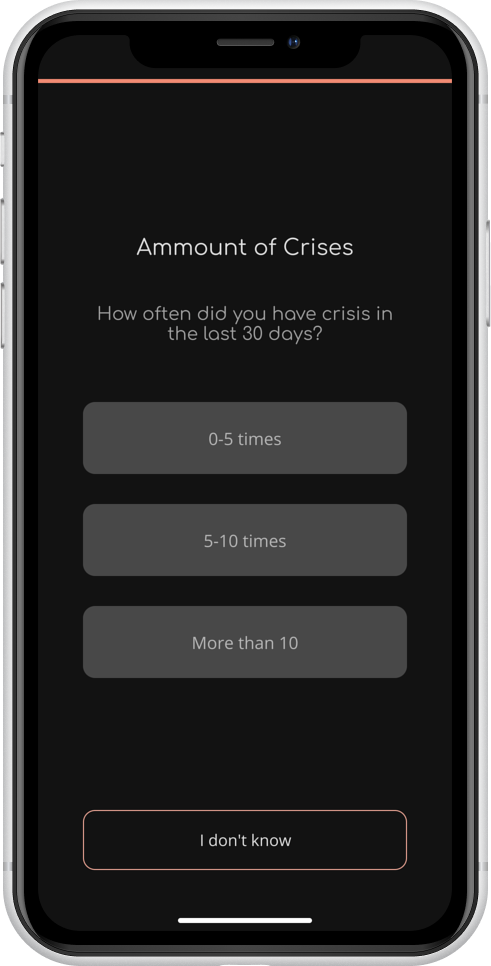 Ammount of Crises
How often did you have crisis in
the last 30 days?
0-5 times
5-10 times
More than 10
I don't know